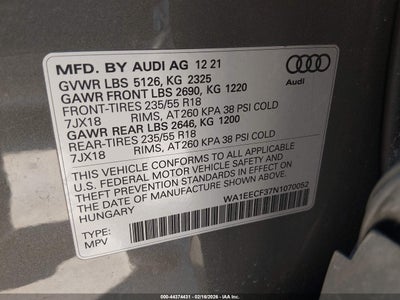 MFD. BY AUDI AG 12 21
GVWR LBS 5126, KG 2325
GAWR FRONT LBS 2690, KG 1220
FRONT-TIRES 235/55 R18
7JX18 RIMS, AT260 KPA 38 PSI COLD
GAWR REAR LBS 2646, KG 1200
REAR-TIRES 235/55 R18
7JX18 RIMS, AT260 KPA 38 PSI COLD
THIS VEHICLE CONFORMS TO ALL APPLICABLE
U.S. FEDERAL MOTOR VEHICLE SAFETY AND
THEFT PREVENTION STANDARDS IN EFFECT ON THE
DATE OF MANUFACTURE SHOWN ABOVE.
HUNGARY
WA1EECF37N1070052
TYPE:
MPV
Audi
000-44374431 - 02/18/2026 - IAA, Inc. Copyright